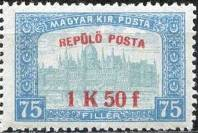 MAGYAR KIR. POSTA
REPÜLŐ POSTA
1 K 50 f
75 75
FILLÉR